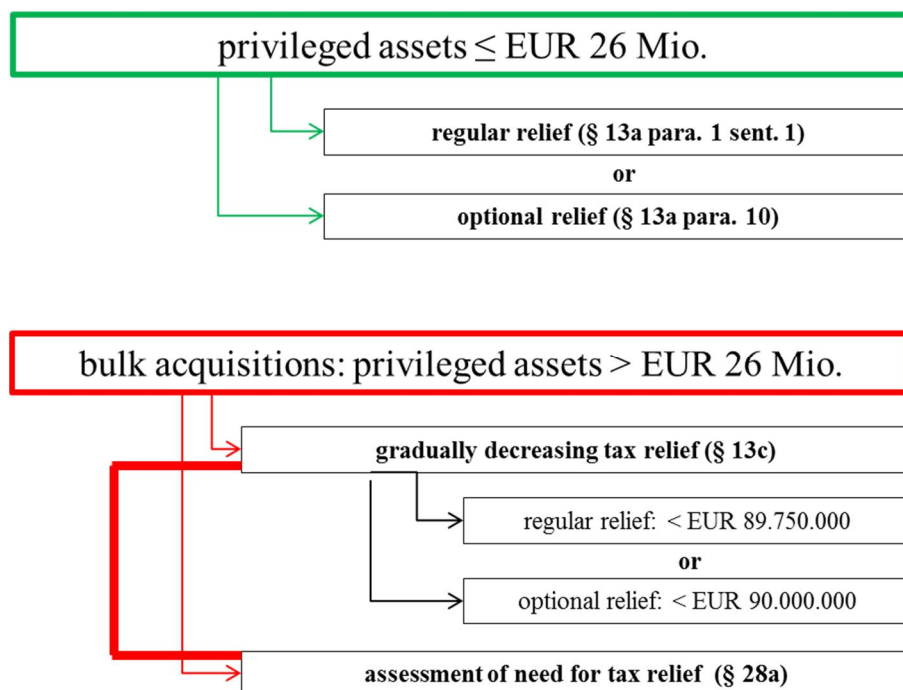 privileged assets ≤ EUR 26 Mio.
regular relief (§ 13a para. 1 sent. 1)
or
optional relief (§ 13a para. 10)
bulk acquisitions: privileged assets > EUR 26 Mio.
gradually decreasing tax relief (§ 13c)
regular relief: < EUR 89.750.000
or
optional relief: < EUR 90.000.000
assessment of need for tax relief (§ 28a)